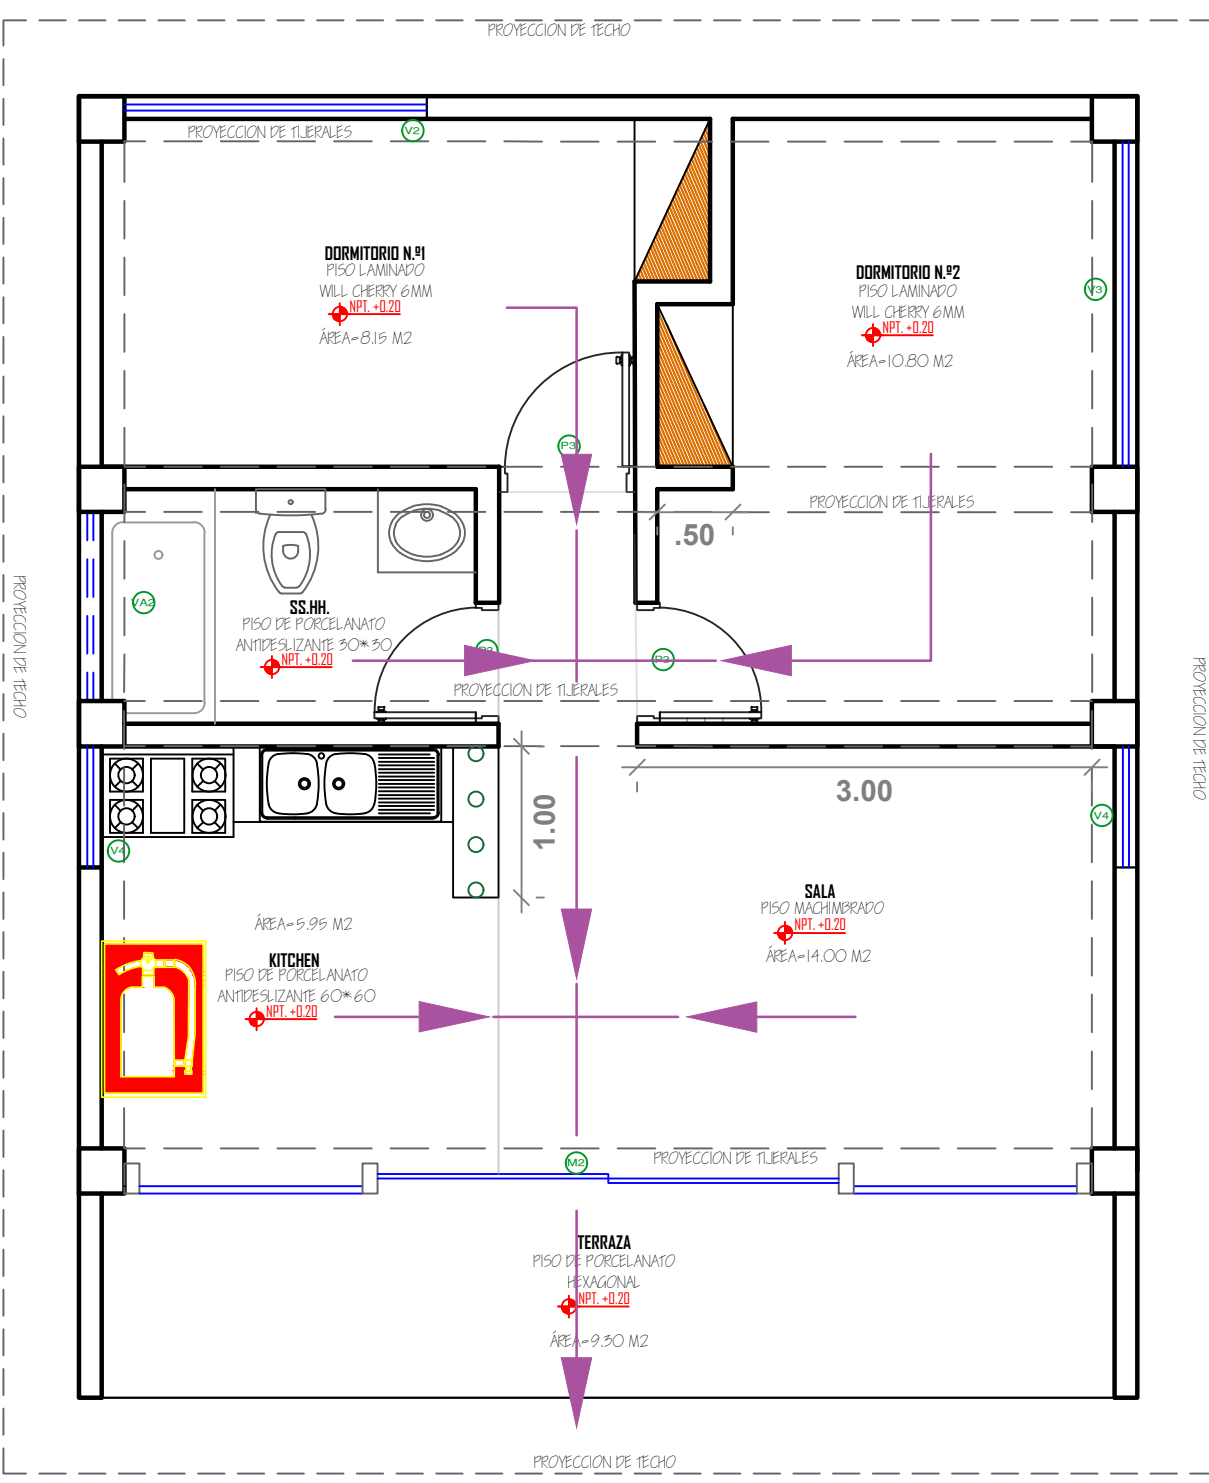 PROYECCION DE TECHO
PROYECCION DE TIJERALES
V2
DORMITORIO N.º1
PISO LAMINADO
WILL CHERRY 6MM
NPT. +0.20
ÁREA=8.15 M2
DORMITORIO N.º2
PISO LAMINADO
WILL CHERRY 6MM
NPT. +0.20
ÁREA=10.80 M2
V3
P3
PROYECCION DE TIJERALES
.50
VA2
SS.HH.
PISO DE PORCELANATO
ANTIDESLIZANTE 30*30
NPT. +0.20
P2
PROYECCION DE TIJERALES
PROYECCION DE TECHO
PROYECCION DE TECHO
3.00
1.00
V4
V4
ÁREA=5.95 M2
KITCHEN
PISO DE PORCELANATO
ANTIDESLIZANTE 60*60
NPT. +0.20
SALA
PISO MACHIMBRADO
NPT. +0.20
ÁREA=14.00 M2
M2
PROYECCION DE TIJERALES
TERRAZA
PISO DE PORCELANATO
HEXAGONAL
NPT. +0.20
ÁREA=9.30 M2
PROYECCION DE TECHO